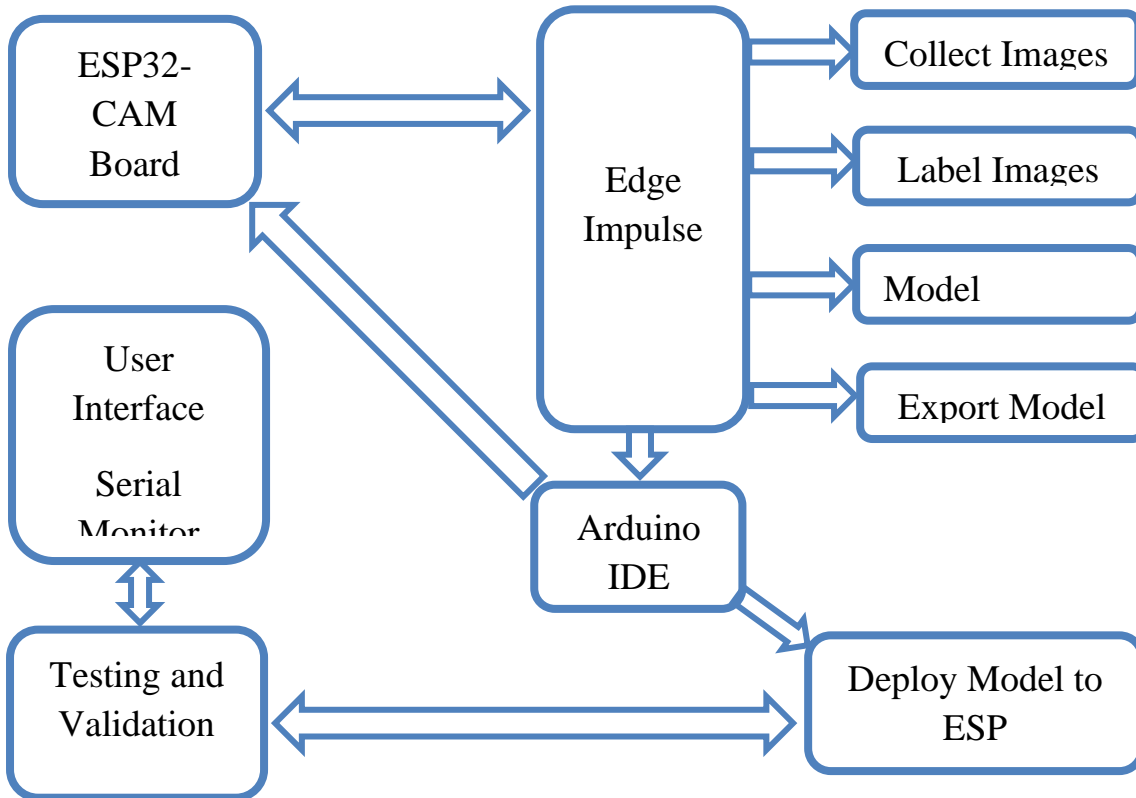 ESP32-
CAM
Board
Edge
Impulse
Collect Images
Label Images
Model
Export Model
User
Interface
Serial
Monitor
Arduino
IDE
Testing and
Validation
Deploy Model to
ESP